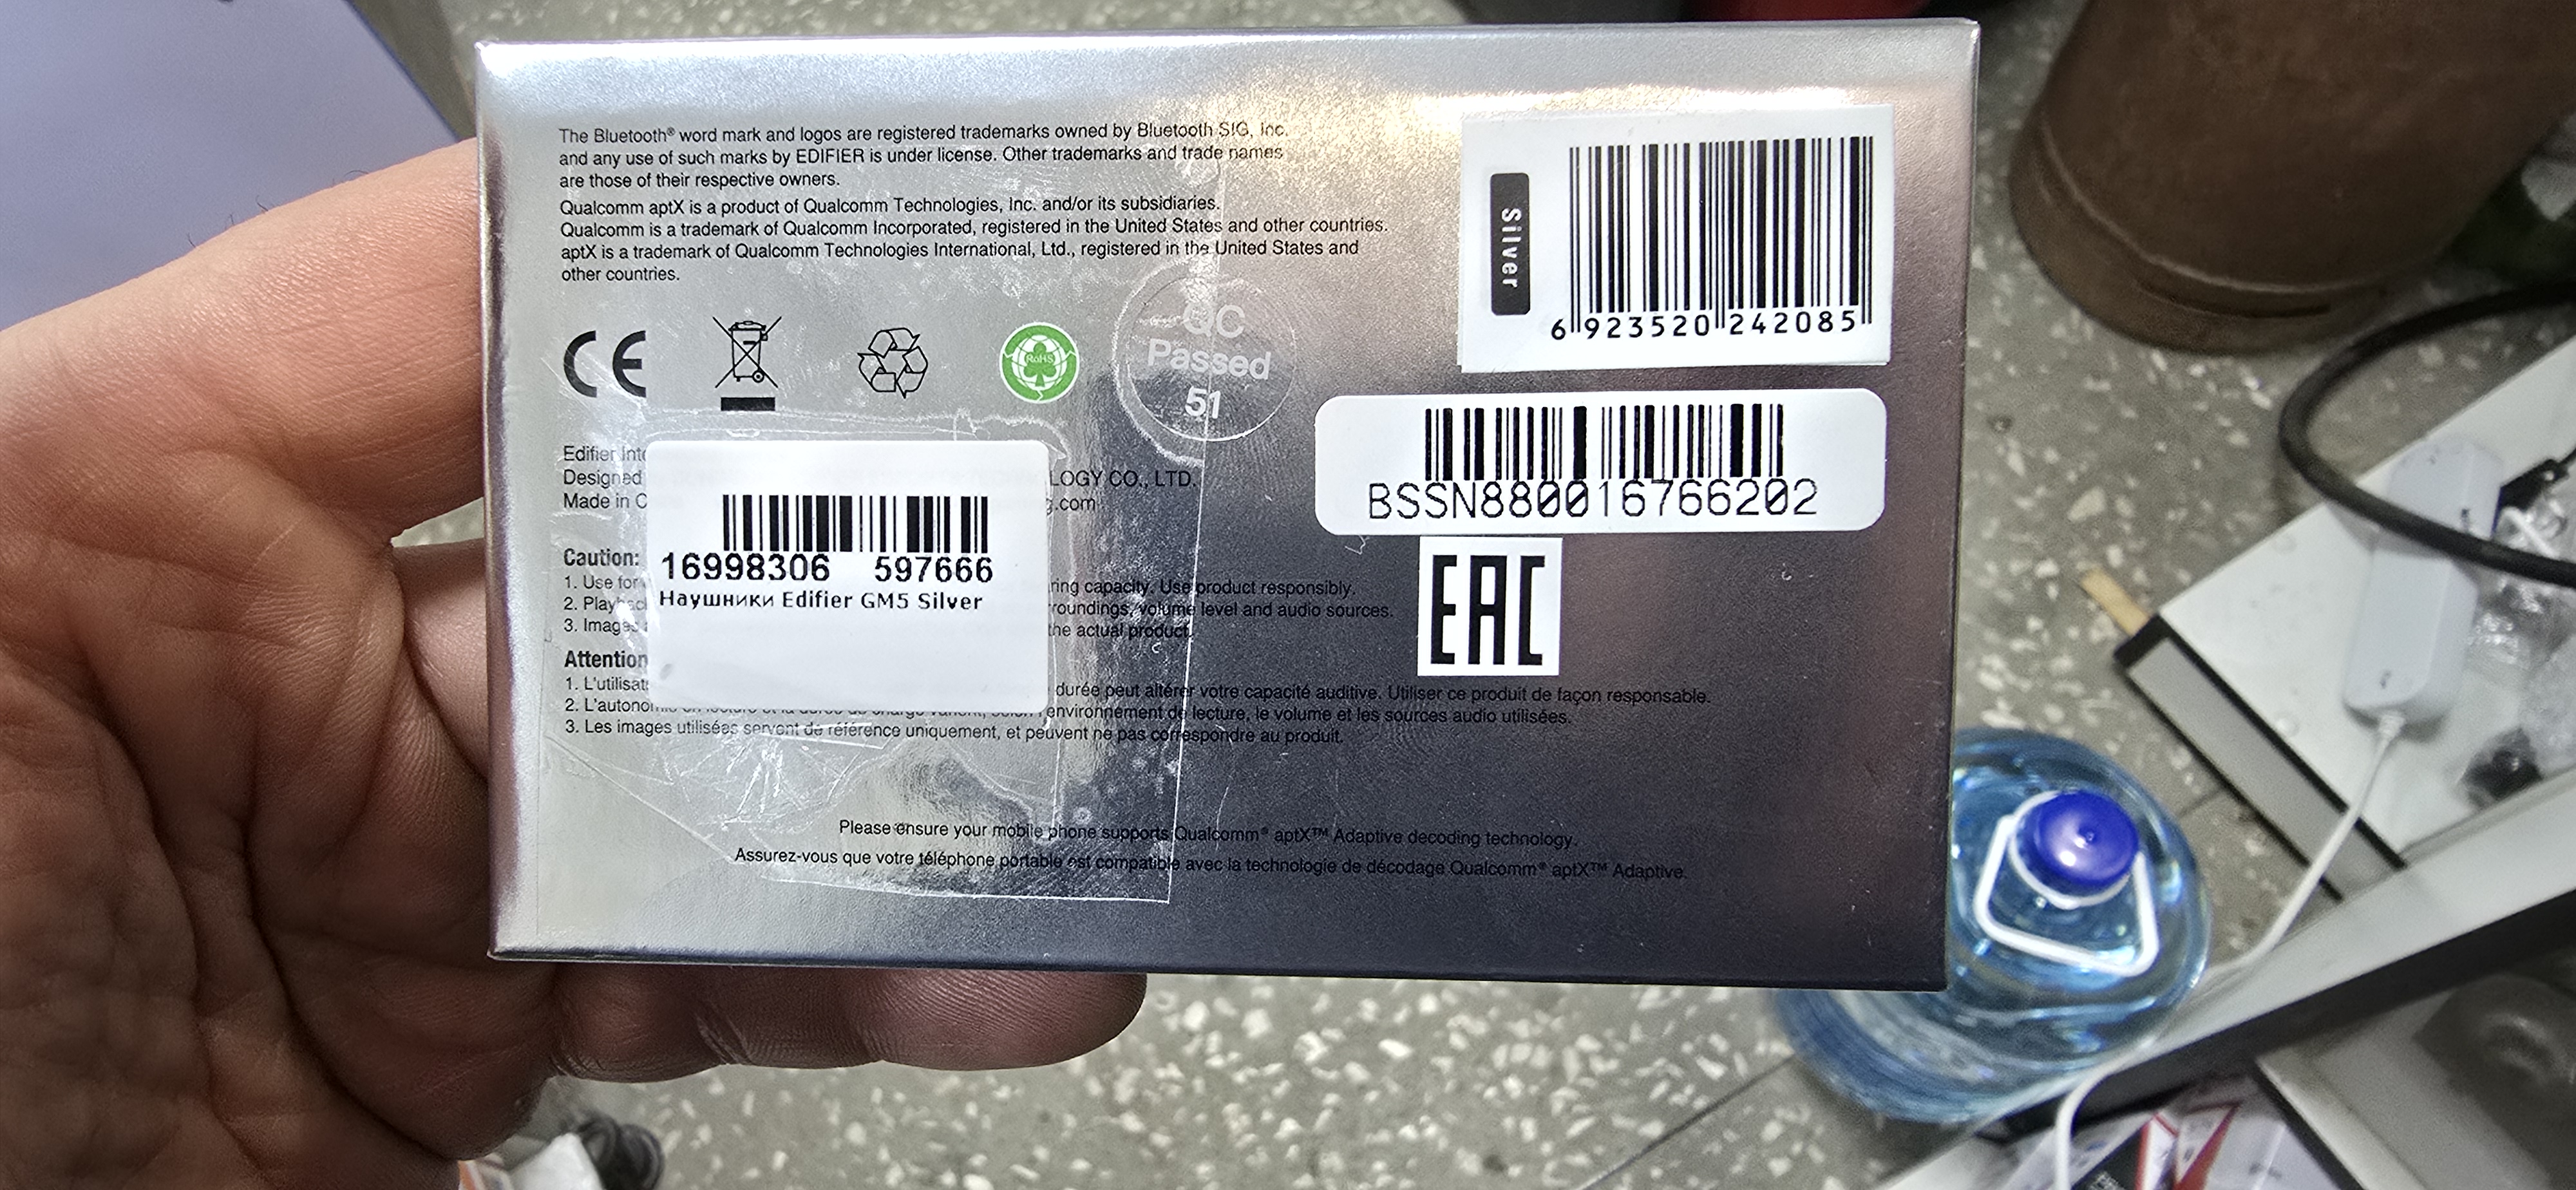 The Bluetooth® word mark and logos are registered trademarks owned by Bluetooth SIG, Inc.
and any use of such marks by EDIFIER is under license. Other trademarks and trade names
are those of their respective owners.
Qualcomm aptX is a product of Qualcomm Technologies, Inc. and/or its subsidiaries.
Qualcomm is a trademark of Qualcomm Incorporated, registered in the United States and other countries.
aptX is a trademark of Qualcomm Technologies International, Ltd., registered in the United States and
other countries.
Silver
6 923520 242085
CE
RoHS
QC
Passed
51
BSSN880016766202
EAC
Edifier
Designed
LOGY CO., LTD.
Made in
.com
16998306 597666
Наушники Edifier GM5 Silver
Caution:
1. Use for
ring capacity. Use product responsibly.
2.
roundings, volume level and audio sources.
3.
the actual product.
Attention
1. L'utilisat
durée peut altérer votre capacité auditive. Utiliser ce produit de façon responsable.
2. L'autonomie
environnement de lecture, le volume et les sources audio utilisées.
3. Les images utilisées servent de référence uniquement, et peuvent ne pas correspondre au produit.
Please ensure your mobile phone supports Qualcomm® aptX™ Adaptive decoding technology.
Assurez-vous que votre téléphone portable est compatible avec la technologie de décodage Qualcomm® aptX™ Adaptive.